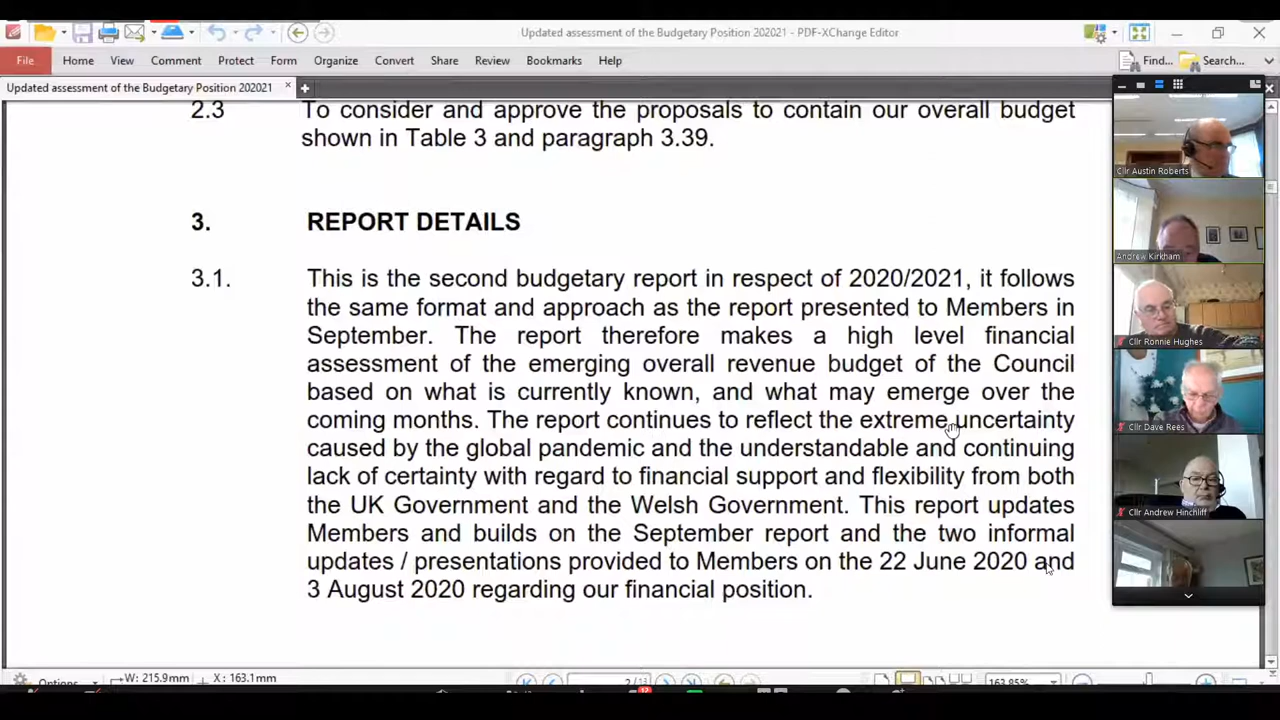 Updated assessment of the Budgetary Position 202021 - PDF-XChange Editor
File Home View Comment Protect Form Organize Convert Share Review Bookmarks Help
Find... Search...
Updated assessment of the Budgetary Position 202021
2.3 To consider and approve the proposals to contain our overall budget
shown in Table 3 and paragraph 3.39.
3. REPORT DETAILS
3.1. This is the second budgetary report in respect of 2020/2021, it follows
the same format and approach as the report presented to Members in
September. The report therefore makes a high level financial
assessment of the emerging overall revenue budget of the Council
based on what is currently known, and what may emerge over the
coming months. The report continues to reflect the extreme uncertainty
caused by the global pandemic and the understandable and continuing
lack of certainty with regard to financial support and flexibility from both
the UK Government and the Welsh Government. This report updates
Members and builds on the September report and the two informal
updates / presentations provided to Members on the 22 June 2020 and
3 August 2020 regarding our financial position.
Cllr Austin Roberts
Andrew Kirkham
Cllr Ronnie Hughes
Cllr Dave Rees
Cllr Andrew Hinchliff
Options W: 215.9mm X: 163.1mm 2 / 13 163.85%